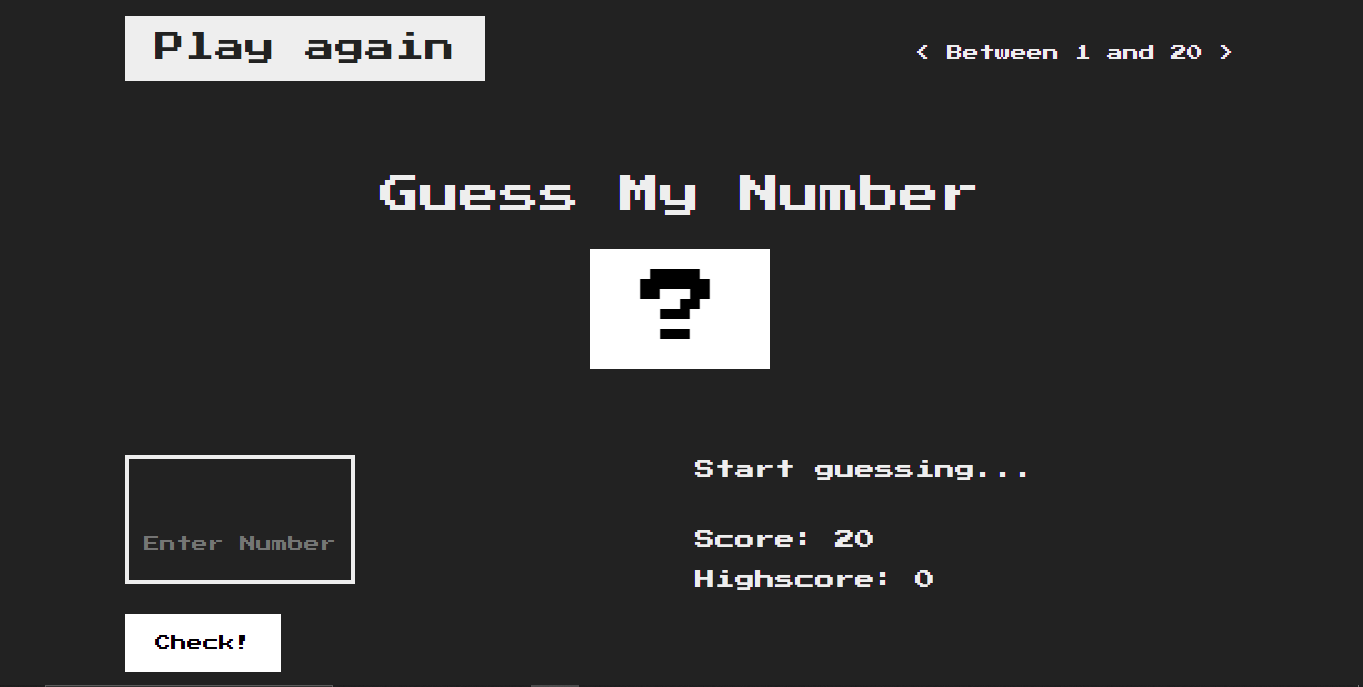 Play again
< Between 1 and 20 >
Guess My Number
?
Enter Number
Start guessing...
Score: 20
Highscore: 0
Check!